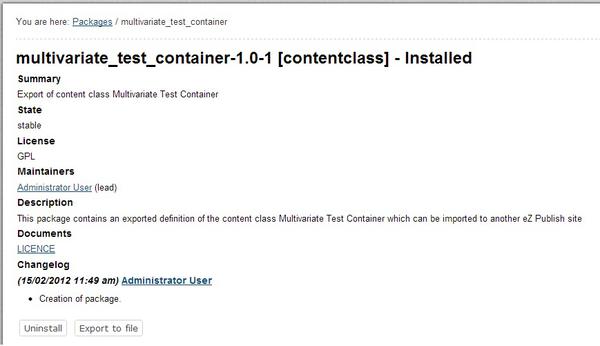 You are here: Packages / multivariate_test_container
multivariate_test_container-1.0-1 [contentclass] - Installed
Summary
Export of content class Multivariate Test Container
State
stable
License
GPL
Maintainers
Administrator User (lead)
Description
This package contains an exported definition of the content class Multivariate Test Container which can be imported to another eZ Publish site
Documents
LICENCE
Changelog
(15/02/2012 11:49 am) Administrator User
• Creation of package.
Uninstall Export to file